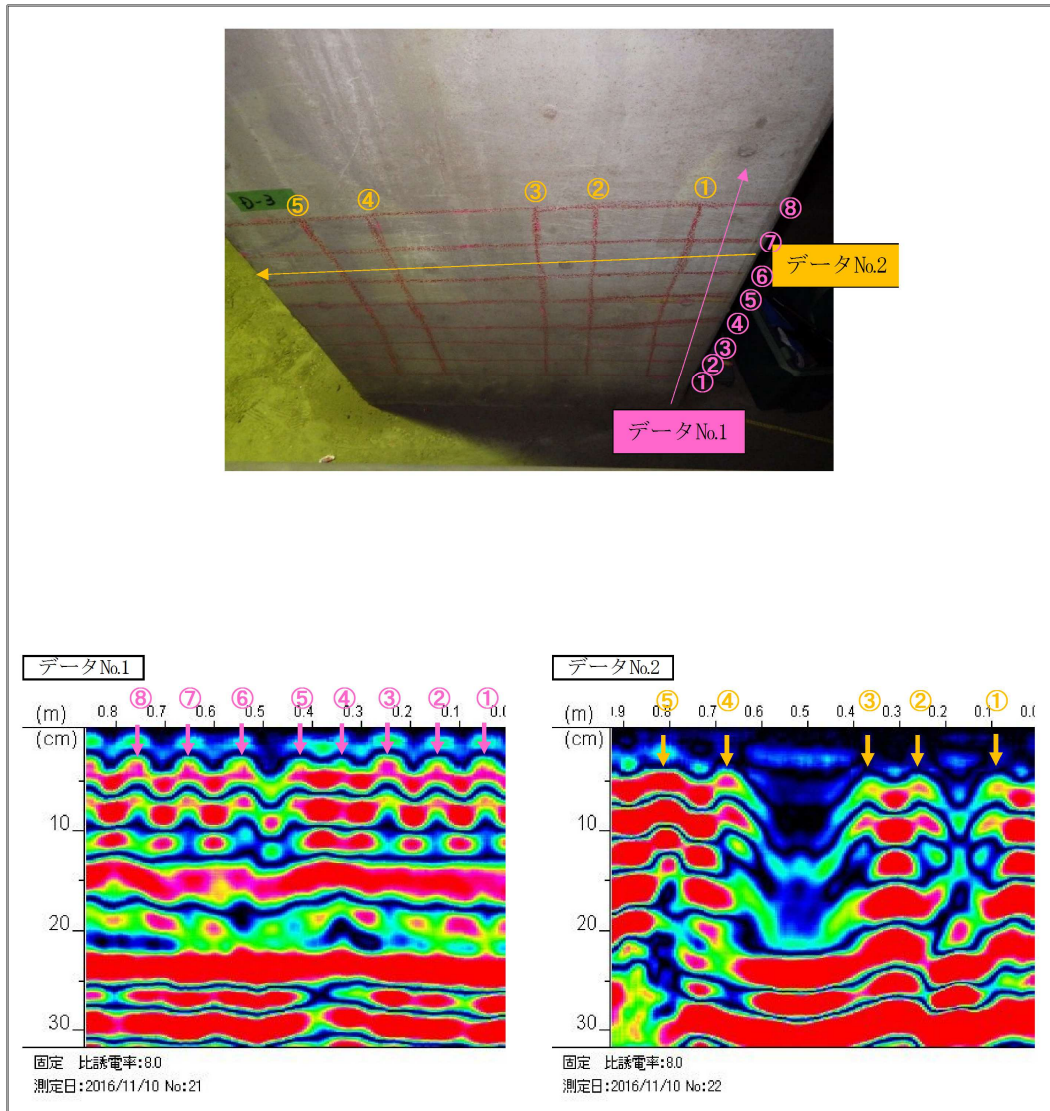 D-3
⑤ ④ ③ ② ①
⑧
⑦
データNo.2
⑥
⑤
④
③
②
①
データNo.1
データNo.1
⑧ ⑦ ⑥ ⑤ ④ ③ ② ①
(m) 0.8 0.7 0.6 0.5 0.4 0.3 0.2 0.1 0.0
(cm)
10
20
30
固定 比誘電率:8.0
測定日:2016/11/10 No:21
データNo.2
⑤ ④ ③ ② ①
(m) .9 0.8 0.7 0.6 0.5 0.4 0.3 0.2 0.1 0.0
(cm)
10
20
30
固定 比誘電率:8.0
測定日:2016/11/10 No:22